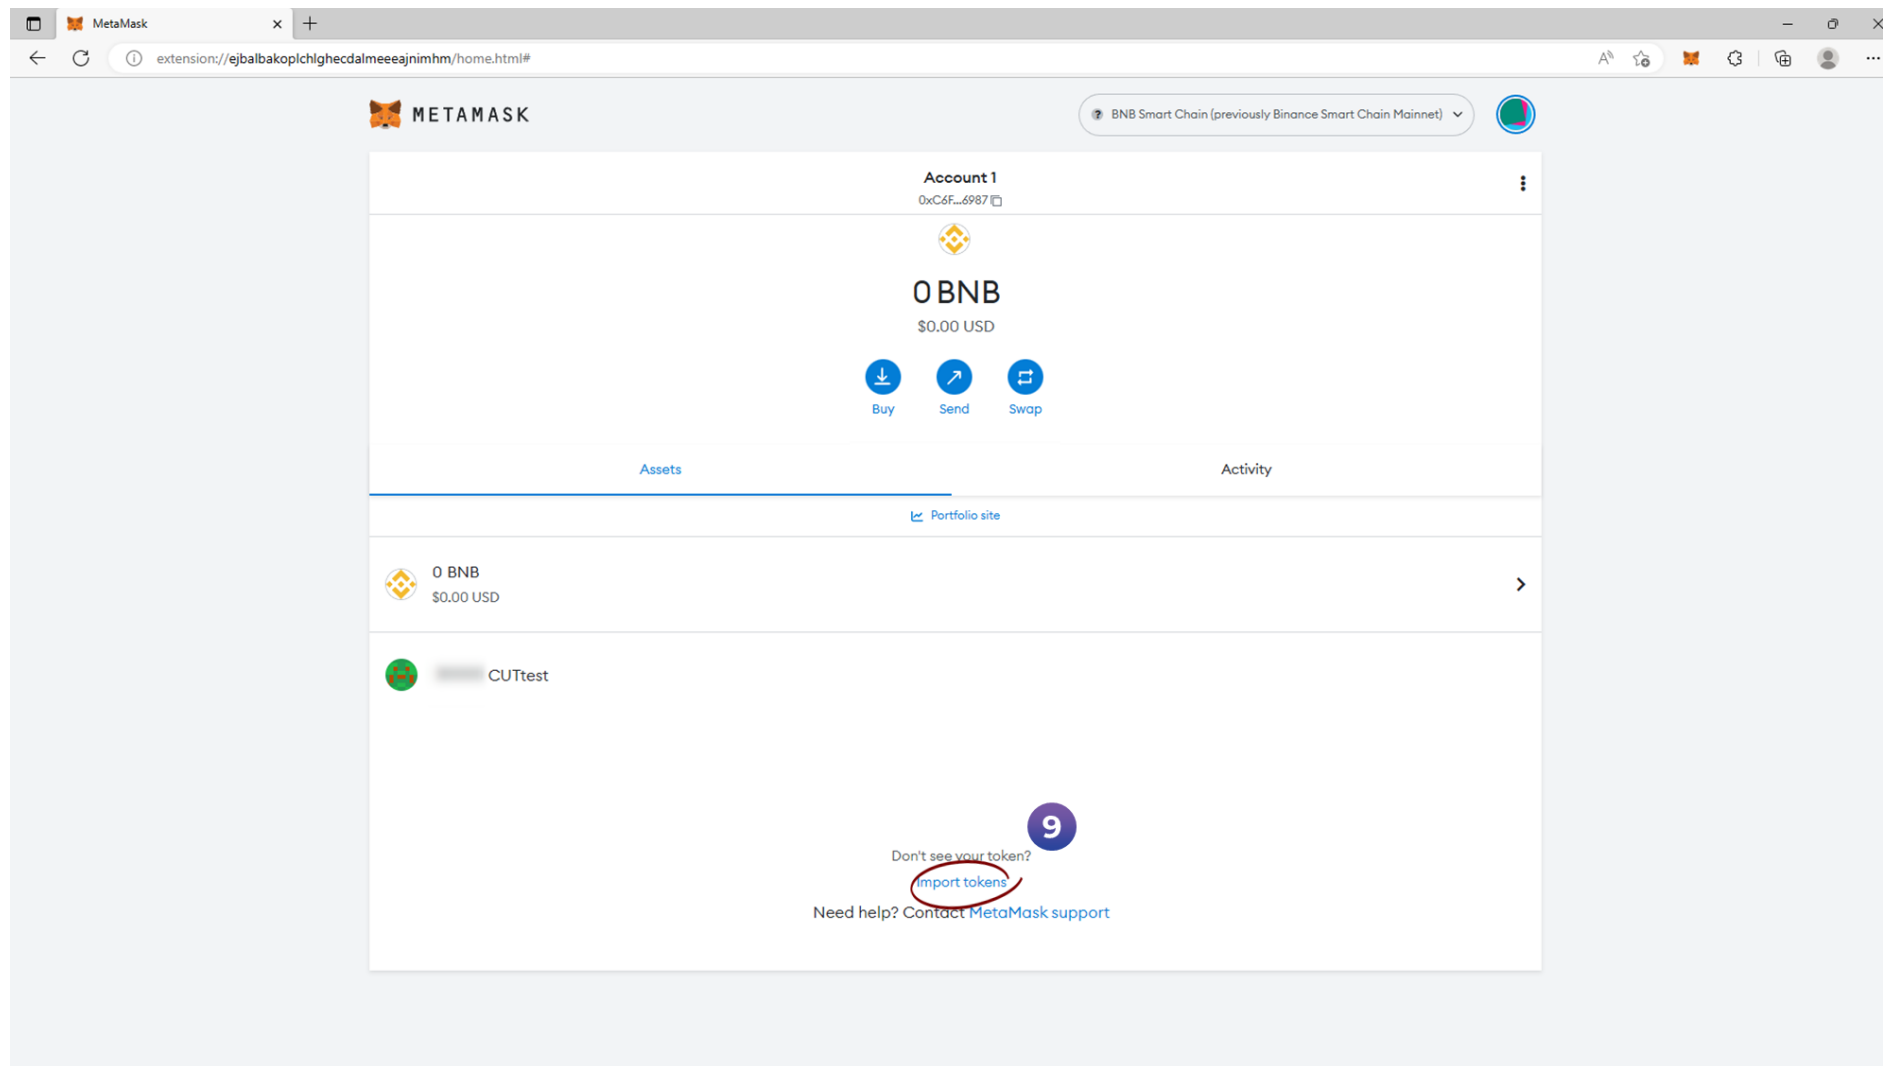 MetaMask
extension://ejbalbakoplchlghecdalmeeeajnimhm/home.html#
METAMASK
BNB Smart Chain (previously Binance Smart Chain Mainnet)
Account 1
0xC6F...6987
0 BNB
$0.00 USD
Buy Send Swap
Assets Activity
Portfolio site
0 BNB
$0.00 USD
CUTtest
9
Don't see your token?
Import tokens
Need help? Contact MetaMask support